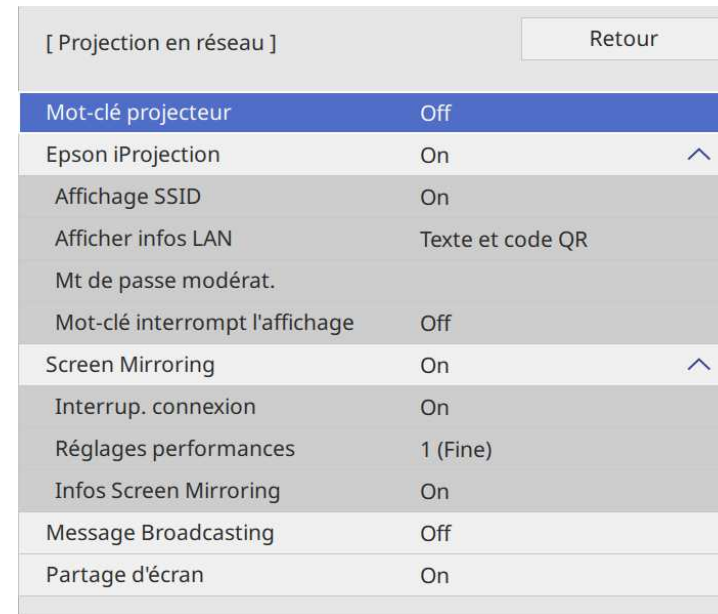 [ Projection en réseau ] Retour
Mot-clé projecteur Off
Epson iProjection On
Affichage SSID On
Afficher infos LAN Texte et code QR
Mt de passe modérat.
Mot-clé interrompt l'affichage Off
Screen Mirroring On
Interrup. connexion On
Réglages performances 1 (Fine)
Infos Screen Mirroring On
Message Broadcasting Off
Partage d'écran On